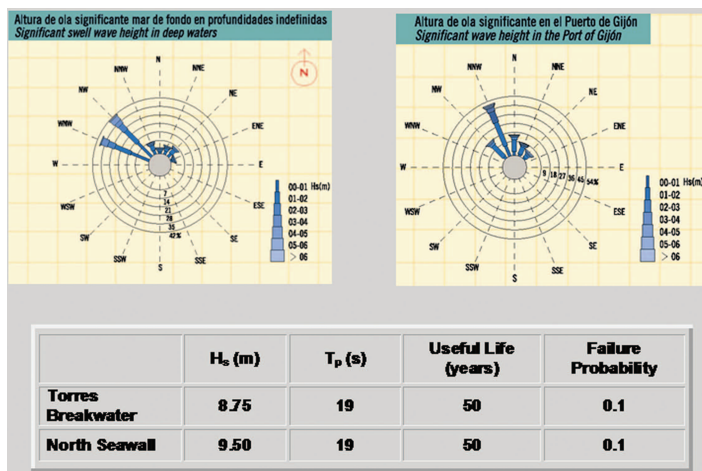 Altura de ola significante mar de fondo en profundidades indefinidas
Significant swell wave height in deep waters
N
NNW
NNE
NW
NE
WNW
ENE
W
E
WSW
ESE
SW
SE
SSW
SSE
S
7
14
21
28
35
42%
N
00-01 Hs(m)
01-02
02-03
03-04
04-05
05-06
> 06
Altura de ola significante en el Puerto de Gijón
Significant wave height in the Port of Gijón
N
NNW
NNE
NW
NE
WNW
ENE
W
E
9 18 27 36 45 54%
WSW
ESE
SW
SE
SSW
SSE
S
00-01 Hs(m)
01-02
02-03
03-04
04-05
05-06
> 06
Hs (m) Tp (s) Useful Life (years) Failure Probability
Torres Breakwater 8.75 19 50 0.1
North Seawall 9.50 19 50 0.1